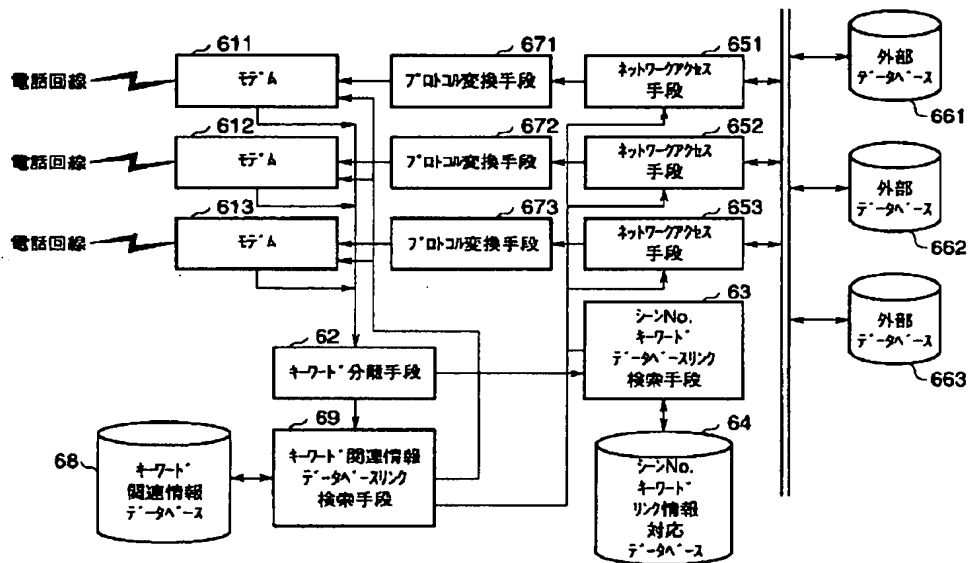 611
671
651
電話回線
モデム
プロトコル変換手段
ネットワークアクセス
手段
外部
データベース
661
612
672
652
電話回線
モデム
プロトコル変換手段
ネットワークアクセス
手段
外部
データベース
662
613
673
653
電話回線
モデム
プロトコル変換手段
ネットワークアクセス
手段
外部
データベース
663
63
シーンNo.
キーワード
データベースリンク
検索手段
62
キーワード分離手段
69
キーワード関連情報
データベースリンク
検索手段
68
キーワード
関連情報
データベース
64
シーンNo.
キーワード
リンク情報
対応
データベース